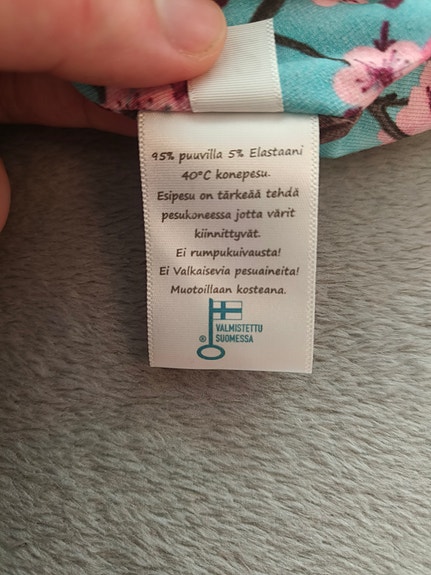 95% puuvilla 5% Elastaani
40°C konepesu.
Esipesu on tärkeää tehdä
pesukoneessa jotta värit
kiinnittyvät.
Ei rumpukuivausta!
Ei Valkaisevia pesuaineita!
Muotoillaan kosteana.
VALMISTETTU
® SUOMESSA